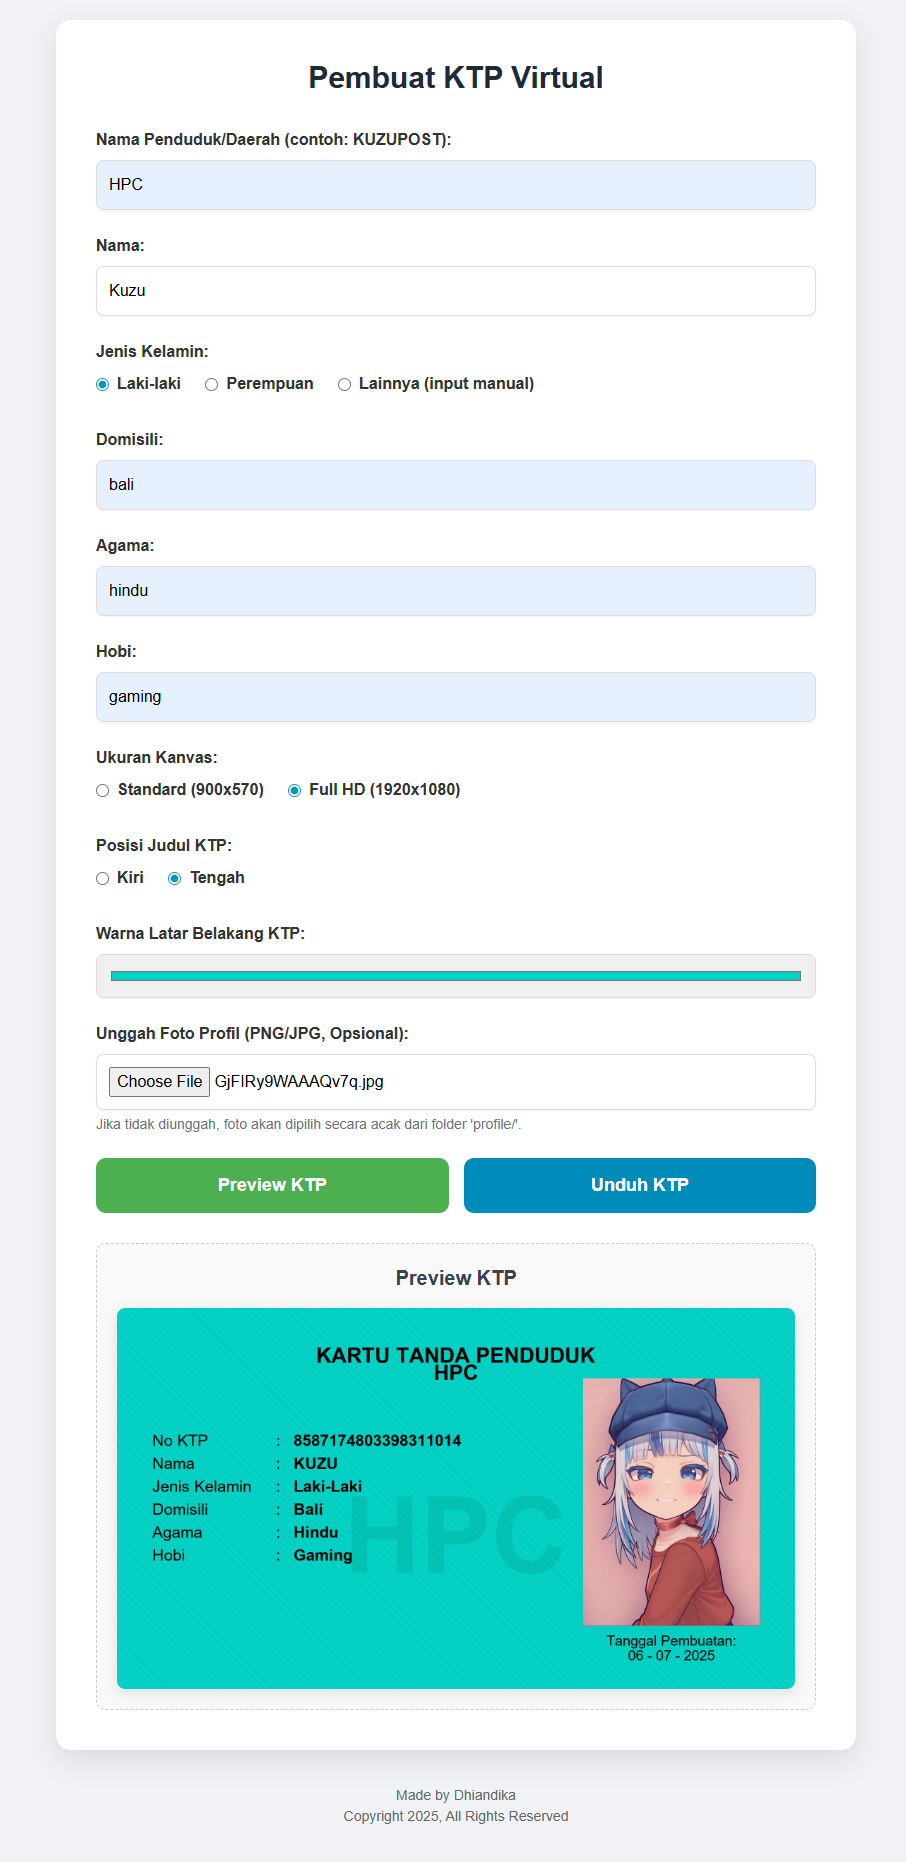 Pembuat KTP Virtual
Nama Penduduk/Daerah (contoh: KUZUPOST):
HPC
Nama:
Kuzu
Jenis Kelamin:
Laki-laki Perempuan Lainnya (input manual)
Domisili:
bali
Agama:
hindu
Hobi:
gaming
Ukuran Kanvas:
Standard (900x570) Full HD (1920x1080)
Posisi Judul KTP:
Kiri Tengah
Warna Latar Belakang KTP:
Unggah Foto Profil (PNG/JPG, Opsional):
Choose File GjFIRy9WAAAQv7q.jpg
Jika tidak diunggah, foto akan dipilih secara acak dari folder 'profile/'.
Preview KTP Unduh KTP
Preview KTP
KARTU TANDA PENDUDUK
HPC
No KTP : 8587174803398311014
Nama : KUZU
Jenis Kelamin : Laki-Laki
Domisili : Bali
Agama : Hindu
Hobi : Gaming
HPC
Tanggal Pembuatan:
06 - 07 - 2025
Made by Dhiandika
Copyright 2025, All Rights Reserved